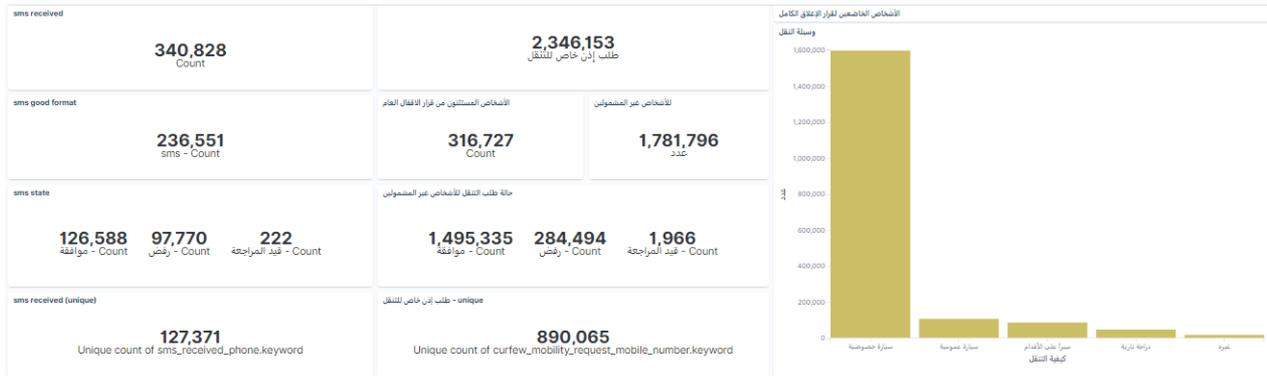 sms received
340,828
Count
2,346,153
طلب إذن خاص للتنقل
sms good format
236,551
sms - Count
الأشخاص المستثنون من قرار الاقفال العام
316,727
Count
للأشخاص غير المشمولين
1,781,796
عدد
sms state
126,588
موافقة - Count
97,770
رفض - Count
222
قيد المراجعة - Count
حالة طلب التنقل للأشخاص غير المشمولين
1,495,335
موافقة - Count
284,494
رفض - Count
1,966
قيد المراجعة - Count
sms received (unique)
127,371
Unique count of sms_received_phone.keyword
طلب إذن خاص للتنقل - unique
890,065
Unique count of curfew_mobility_request_mobile_number.keyword
الأشخاص الخاضعين لقرار الإغلاق الكامل
وسيلة النقل
1,600,000
1,400,000
1,200,000
1,000,000
800,000
600,000
400,000
200,000
0
عدد
سيارة خصوصية
سيارة عمومية
سيراً على الأقدام
دراجة نارية
غيره
كيفية التنقل